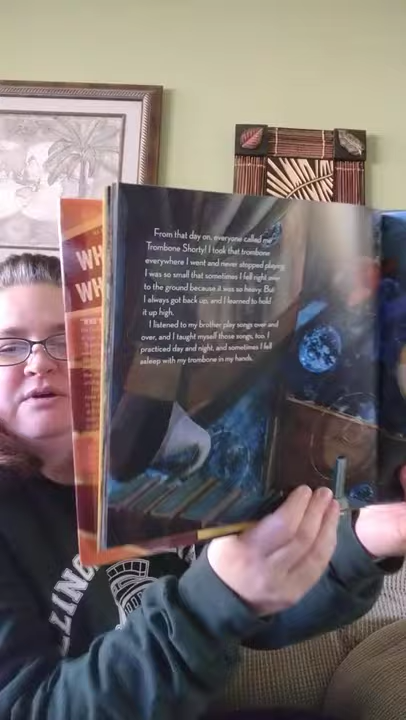 From that day on, everyone called me
Trombone Shorty! I took that trombone
everywhere I went and never stopped playing.
I was so small that sometimes I fell right over
to the ground because it was so heavy. But
I always got back up, and I learned to hold
it up high.
I listened to my brother play songs over and
over, and I taught myself those songs, too. I
practiced day and night, and sometimes I fell
asleep with my trombone in my hands.
WH
WH